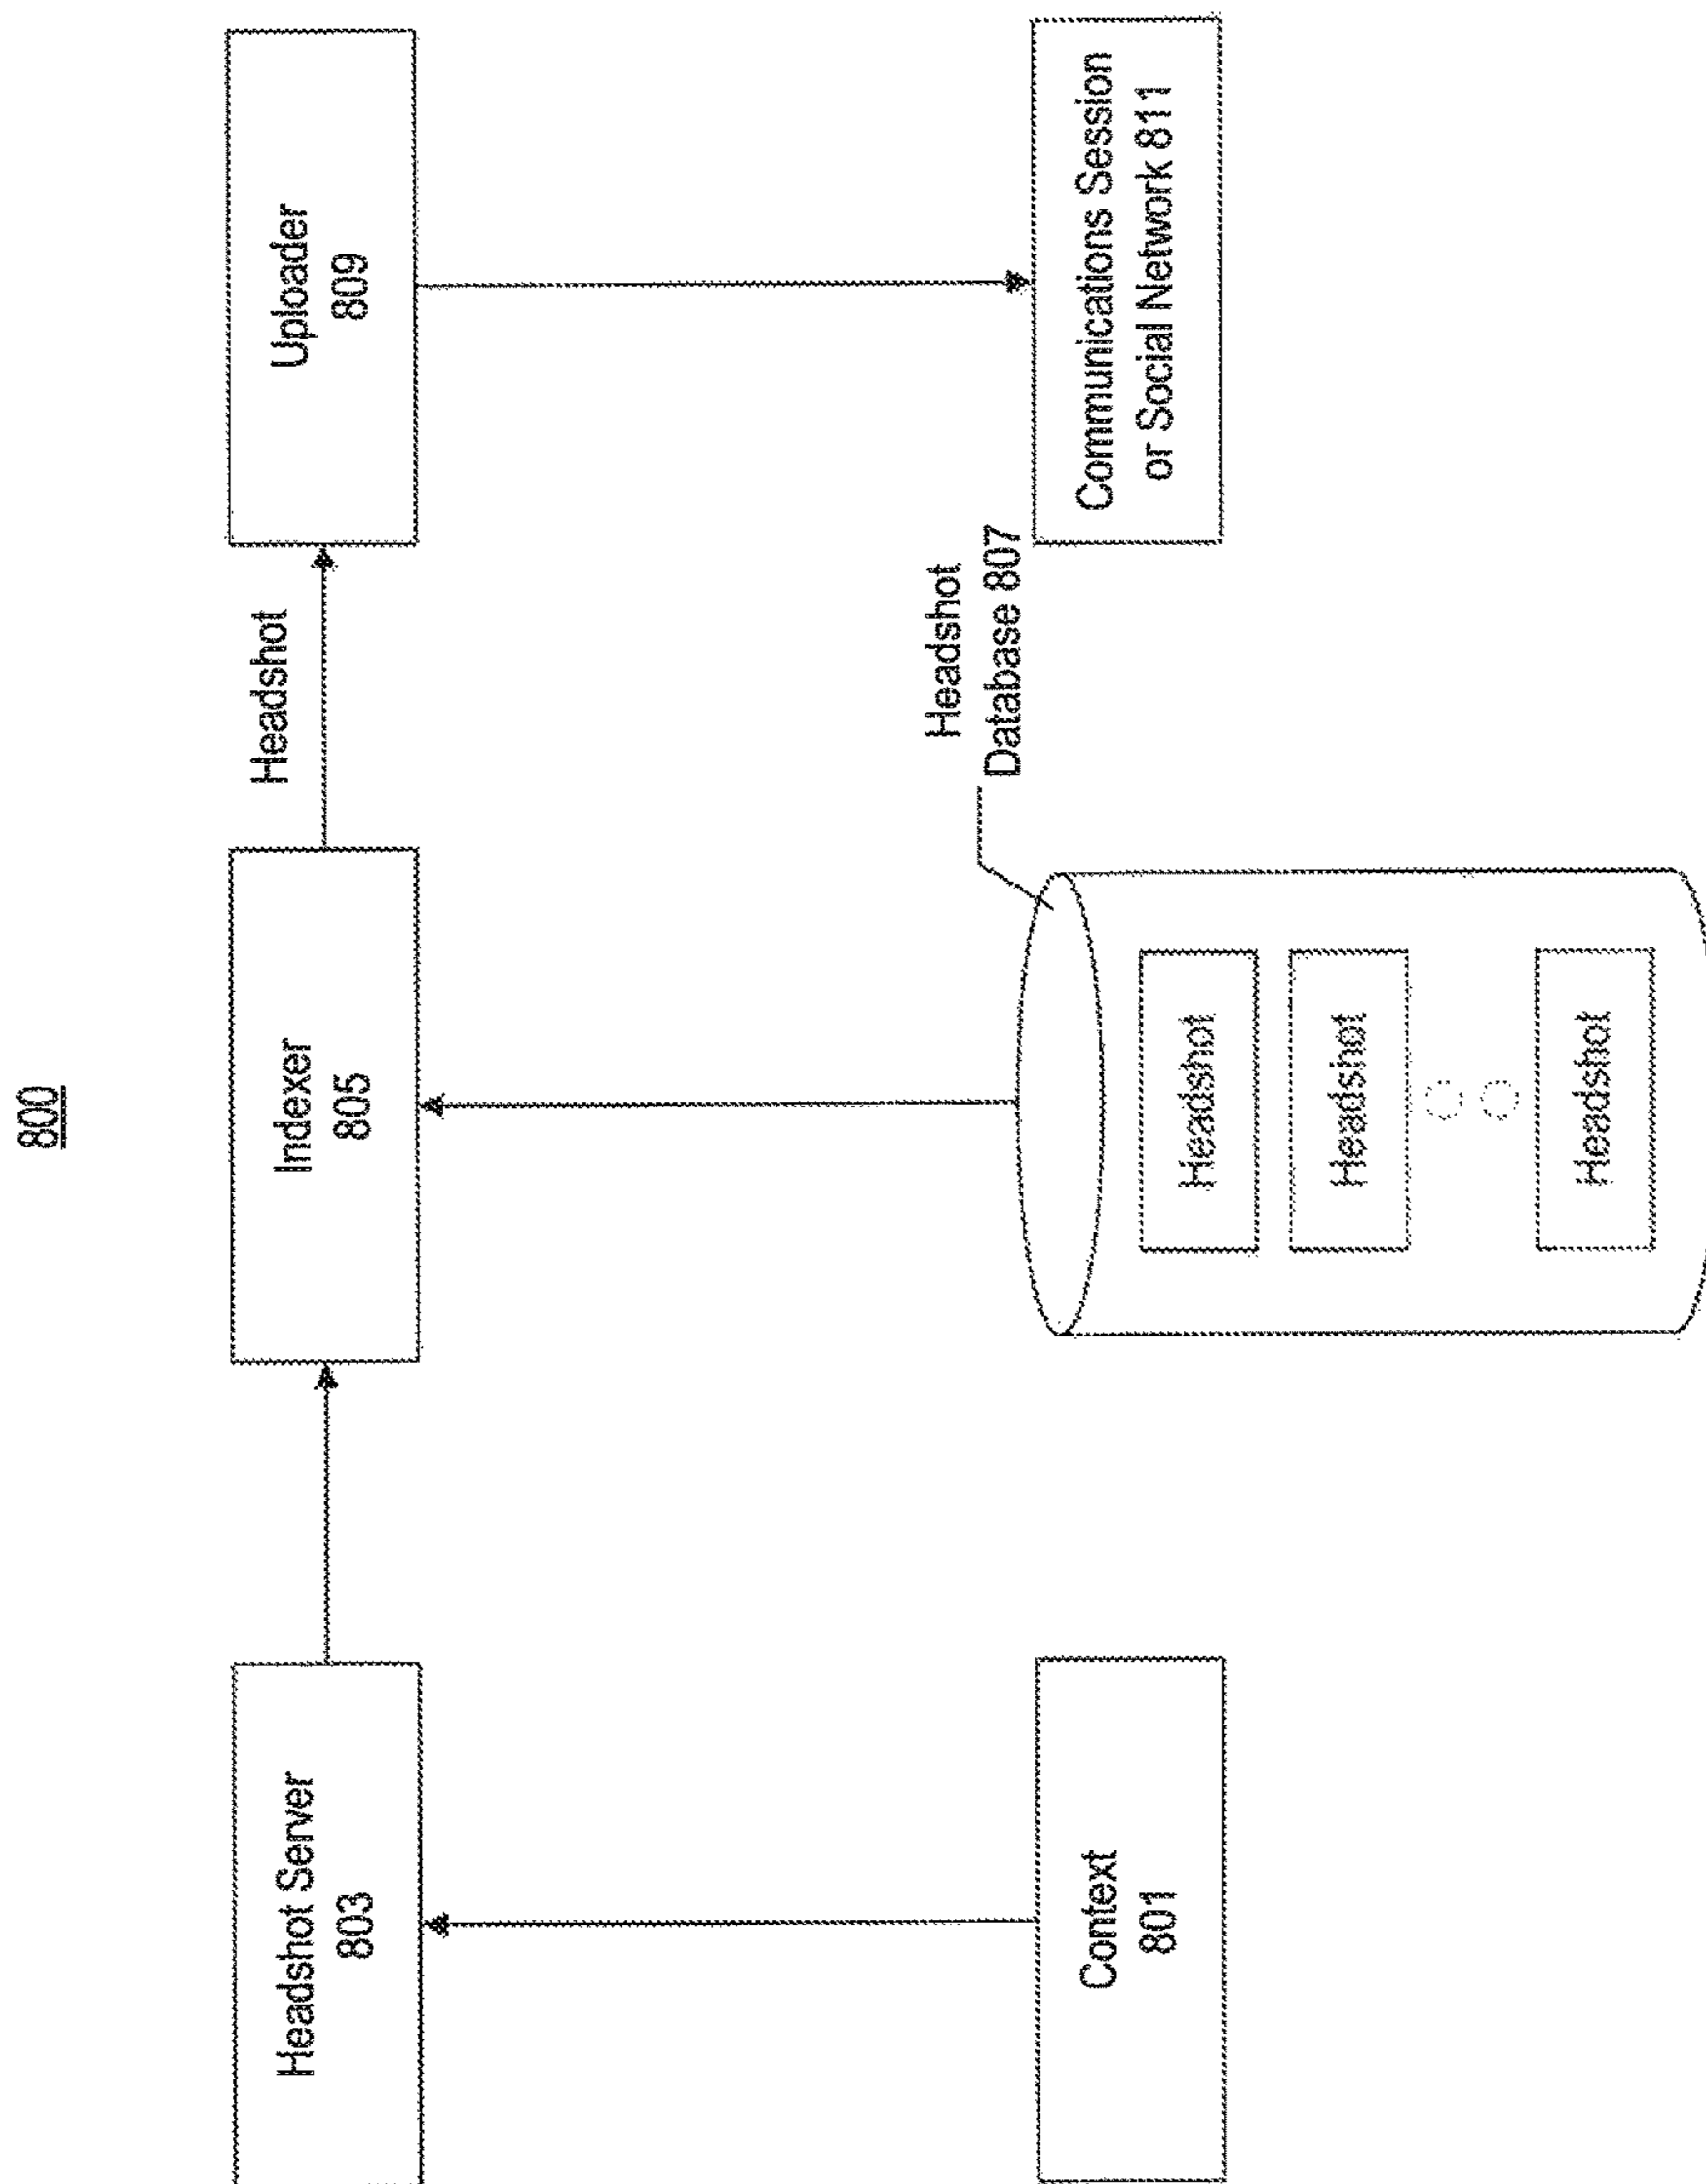 800
Headshot Server
803
Indexer
805
Headshot
Uploader
809
Context
801
Headshot
Database 807
Headshot
Headshot
Headshot
Communications Session
or Social Network 811